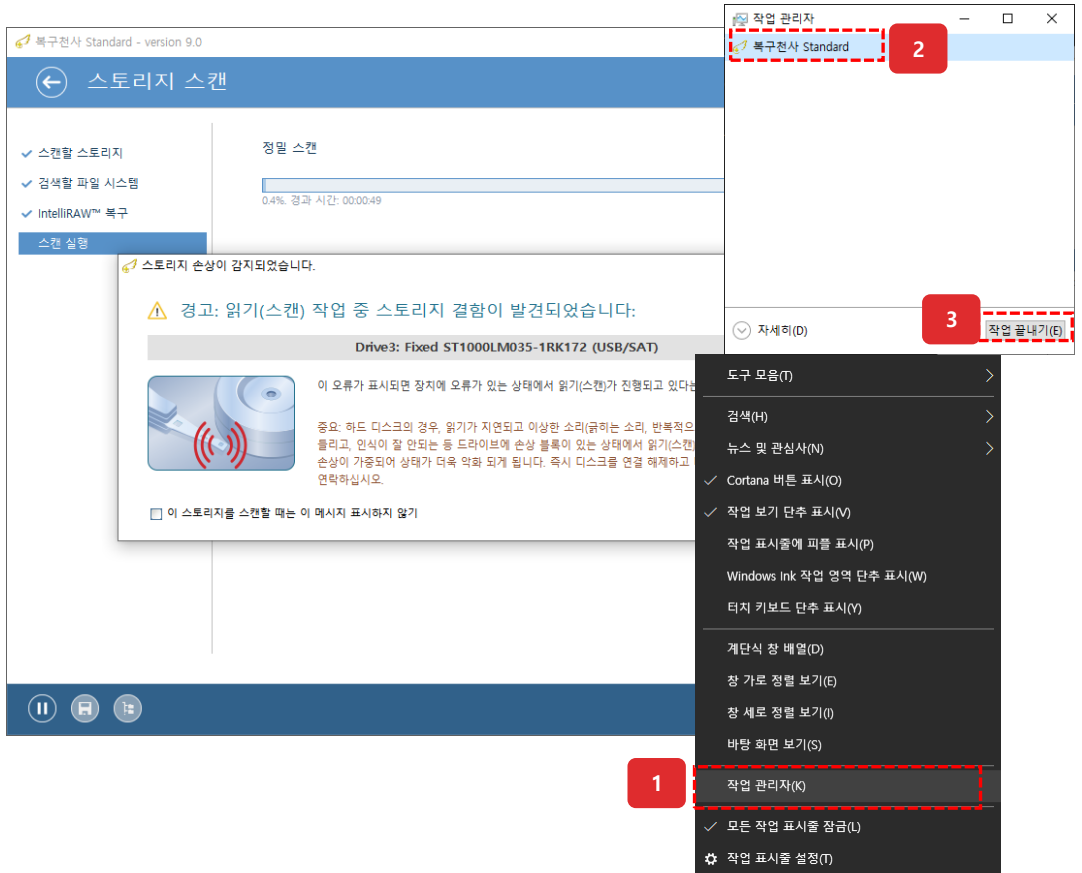 복구천사 Standard - version 9.0
스토리지 스캔
스캔할 스토리지
검색할 파일 시스템
IntelliRAW™ 복구
스캔 실행
정밀 스캔
0.4%. 경과 시간: 00:00:49
스토리지 손상이 감지되었습니다.
경고: 읽기(스캔) 작업 중 스토리지 결함이 발견되었습니다:
Drive3: Fixed ST1000LM035-1RK172 (USB/SAT)
이 오류가 표시되면 장치에 오류가 있는 상태에서 읽기(스캔)가 진행되고 있다는
중요: 하드 디스크의 경우, 읽기가 지연되고 이상한 소리(긁히는 소리, 반복적으
들리고, 인식이 잘 안되는 등 드라이브에 손상 블록이 있는 상태에서 읽기(스캔)
손상이 가중되어 상태가 더욱 악화 되게 됩니다. 즉시 디스크를 연결 해제하고
연락하십시오.
이 스토리지를 스캔할 때는 이 메시지 표시하지 않기
작업 관리자
복구천사 Standard
2
자세히(D)
3
작업 끝내기(E)
도구 모음(T)
검색(H)
뉴스 및 관심사(N)
Cortana 버튼 표시(O)
작업 보기 단추 표시(V)
작업 표시줄에 피플 표시(P)
Windows Ink 작업 영역 단추 표시(W)
터치 키보드 단추 표시(Y)
계단식 창 배열(D)
창 가로 정렬 보기(E)
창 세로 정렬 보기(I)
바탕 화면 보기(S)
1
작업 관리자(K)
모든 작업 표시줄 잠금(L)
작업 표시줄 설정(T)